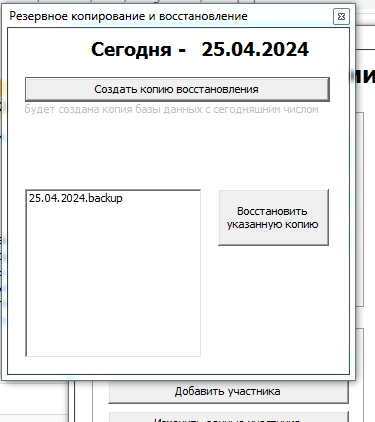 Резервное копирование и восстановление
Сегодня - 25.04.2024
Создать копию восстановления
будет создана копия базы данных с сегодняшним числом
25.04.2024.backup
Восстановить
указанную копию
Добавить участника